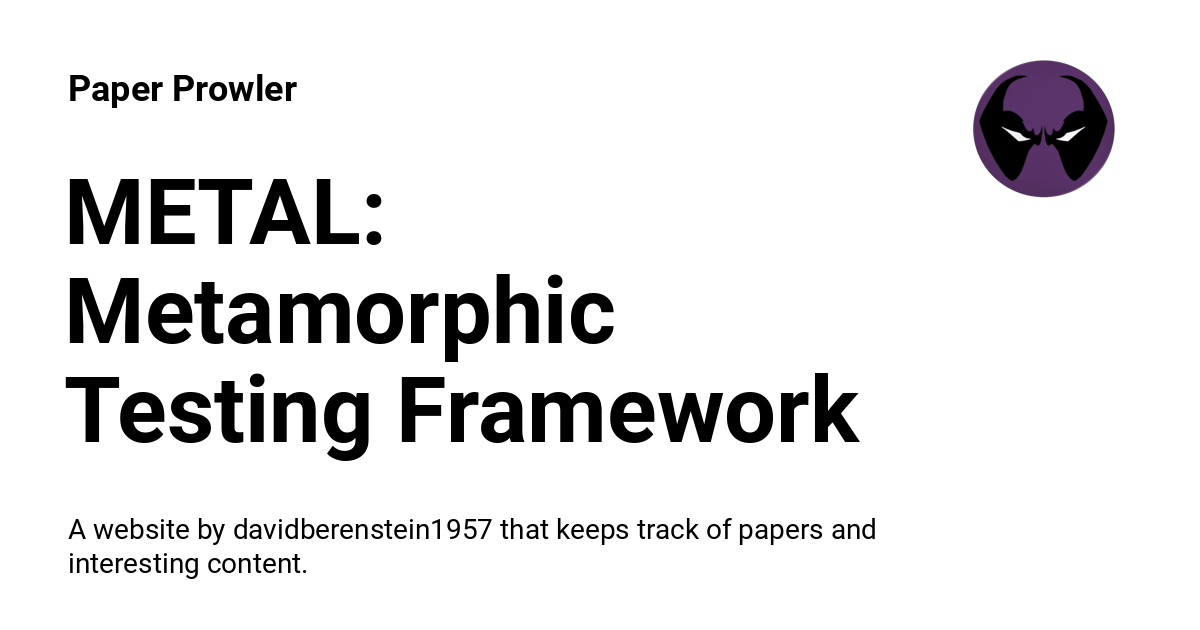 Paper Prowler
METAL:
Metamorphic
Testing Framework
A website by davidberenstein1957 that keeps track of papers and
interesting content.